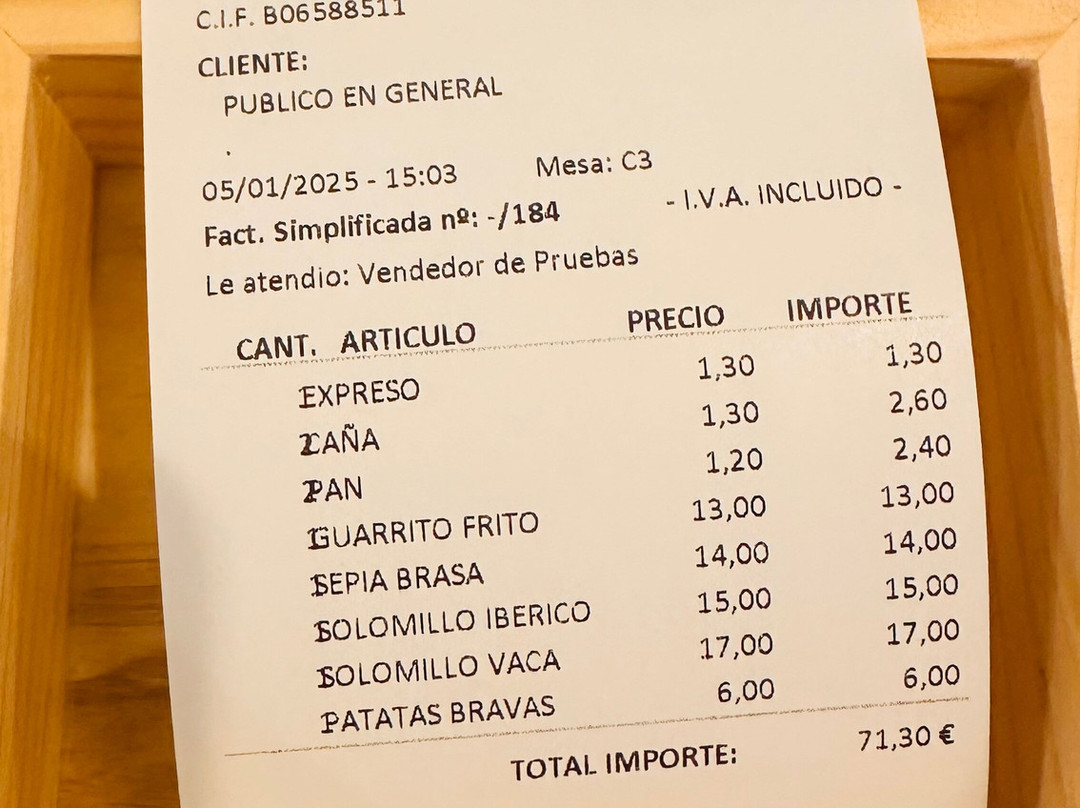 C.I.F. B06588511
CLIENTE:
PUBLICO EN GENERAL
.
05/01/2025 - 15:03 Mesa: C3
Fact. Simplificada nº: -/184 - I.V.A. INCLUIDO -
Le atendio: Vendedor de Pruebas
CANT. ARTICULO PRECIO IMPORTE
1 EXPRESO 1,30 1,30
2 CAÑA 1,30 2,60
2 PAN 1,20 2,40
1 GUARRITO FRITO 13,00 13,00
1 SEPIA BRASA 14,00 14,00
1 SOLOMILLO IBERICO 15,00 15,00
1 SOLOMILLO VACA 17,00 17,00
1 PATATAS BRAVAS 6,00 6,00
TOTAL IMPORTE: 71,30 €